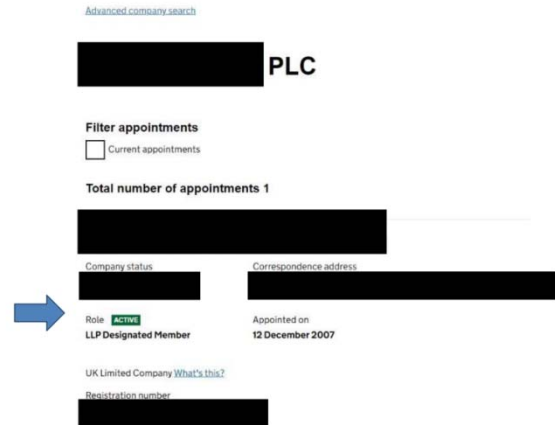 Advanced company search
PLC
Filter appointments
Current appointments
Total number of appointments 1
Company status Correspondence address
Role ACTIVE Appointed on
LLP Designated Member 12 December 2007
UK Limited Company What's this?
Registration number